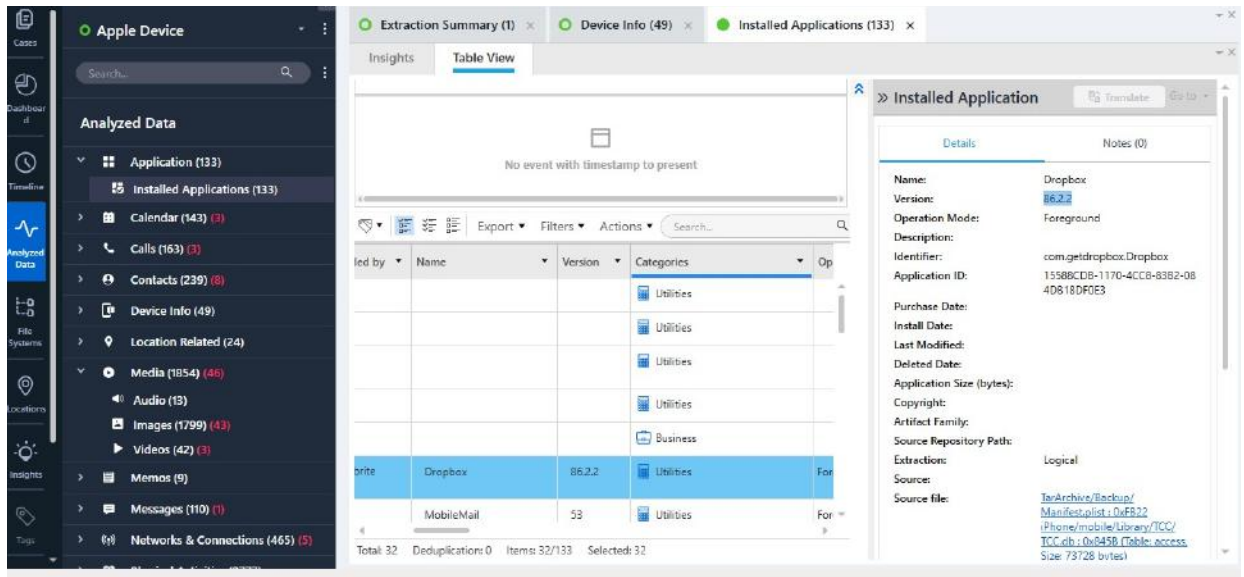 Cases
Dashboar
d
Timeline
Analyzed
Data
File
Systems
Locations
Insights
Tags
Apple Device
Search...
Analyzed Data
Application (133)
Installed Applications (133)
Calendar (143) (3)
Calls (163) (3)
Contacts (239) (8)
Device Info (49)
Location Related (24)
Media (1854) (46)
Audio (13)
Images (1799) (43)
Videos (42) (3)
Memos (9)
Messages (110) (1)
Networks & Connections (465) (5)
Extraction Summary (1)
Device Info (49)
Installed Applications (133)
Insights
Table View
No event with timestamp to present
Export
Filters
Actions
Search...
led by
Name
Version
Categories
Op
Utilities
Utilities
Utilities
Utilities
Business
orite Dropbox 86.2.2 Utilities For
MobileMail 53 Utilities For
Total: 32 Deduplication: 0 Items: 32/133 Selected: 32
Installed Application
Translate
Go to
Details
Notes (0)
Name: Dropbox
Version: 86.2.2
Operation Mode: Foreground
Description:
Identifier: com.getdropbox.Dropbox
Application ID:
Purchase Date:
Install Date:
Last Modified:
Deleted Date:
Application Size (bytes):
Copyright:
Artifact Family:
Source Repository Path:
Extraction: Logical
Source:
Source file: TarArchive/Backup/
Manifest.plist : 0xFB22
iPhone/mobile/Library/TCC/
TCC.db : 0x845B (Table: access,
Size: 73728 bytes)